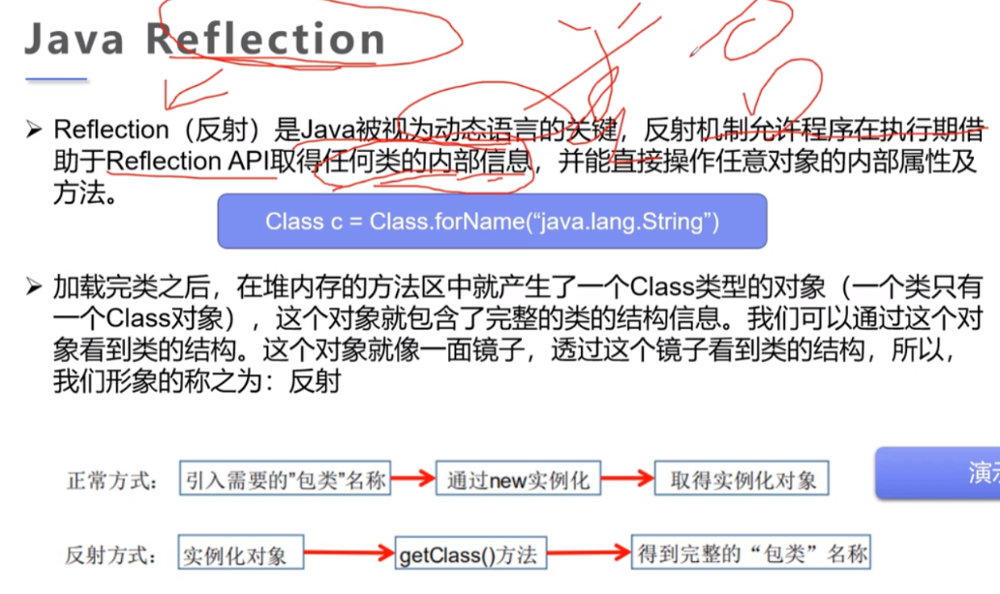 Java Reflection
Reflection（反射）是Java被视为动态语言的关键，反射机制允许程序在执行期借
助于Reflection API取得任何类的内部信息，并能直接操作任意对象的内部属性及
方法。
Class c = Class.forName(“java.lang.String”)
加载完类之后，在堆内存的方法区中就产生了一个Class类型的对象（一个类只有
一个Class对象），这个对象就包含了完整的类的结构信息。我们可以通过这个对
象看到类的结构。这个对象就像一面镜子，透过这个镜子看到类的结构，所以，
我们形象的称之为：反射
正常方式： 引入需要的"包类"名称 通过new实例化 取得实例化对象
演
反射方式： 实例化对象 getClass()方法 得到完整的“包类”名称